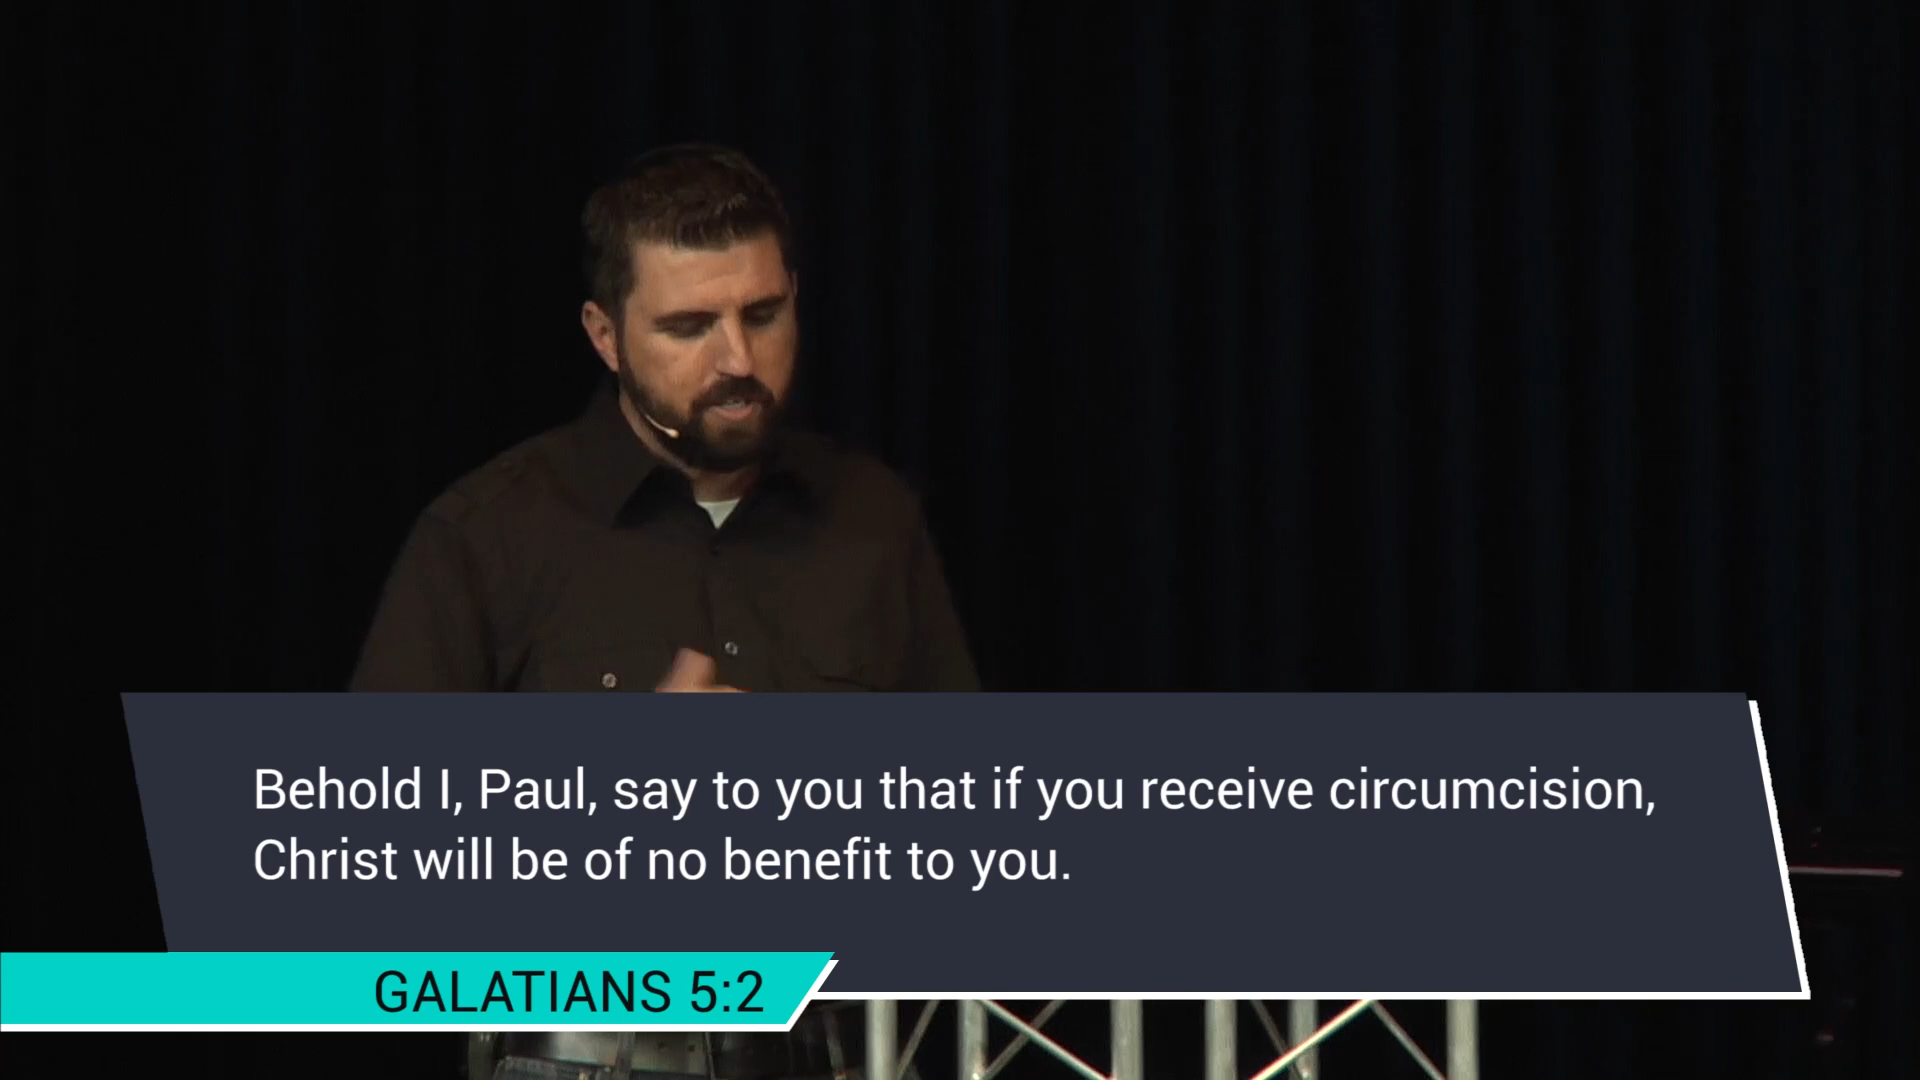 Behold I, Paul, say to you that if you receive circumcision,
Christ will be of no benefit to you.
GALATIANS 5:2